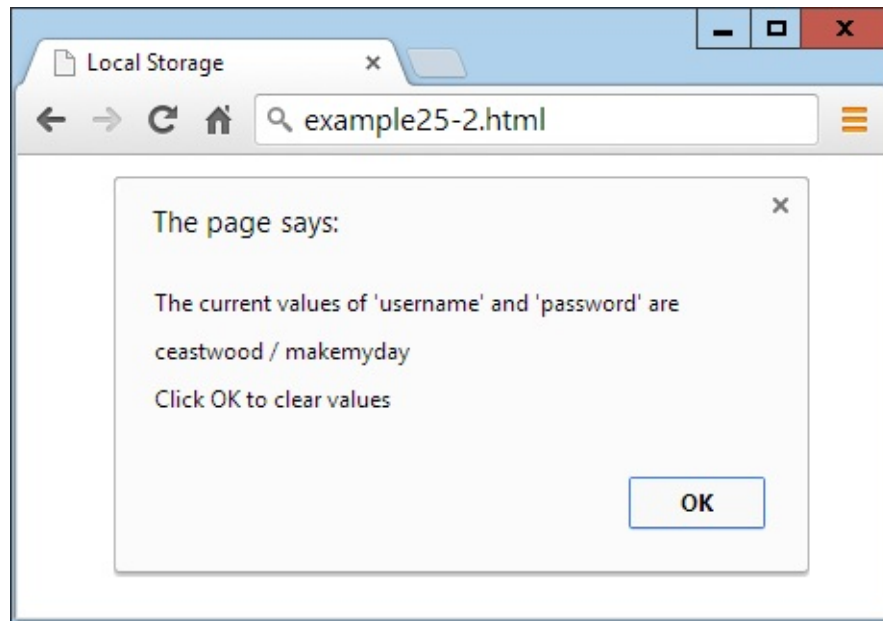 Local Storage
example25-2.html
The page says:
The current values of 'username' and 'password' are
ceastwood / makemyday
Click OK to clear values
OK